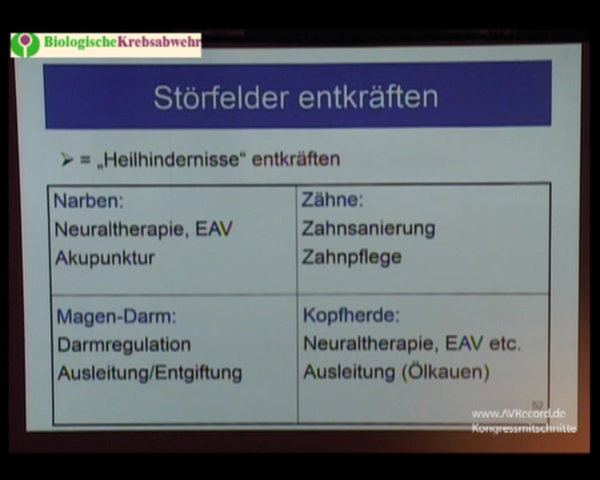 BiologischeKrebsabwehr
Störfelder entkräften
= „Heilhindernisse“ entkräften
Narben:
Neuraltherapie, EAV
Akupunktur
Zähne:
Zahnsanierung
Zahnpflege
Magen-Darm:
Darmregulation
Ausleitung/Entgiftung
Kopfherde:
Neuraltherapie, EAV etc.
Ausleitung (Ölkauen)
52
www.AVRecord.de
Kongressmitschnitte